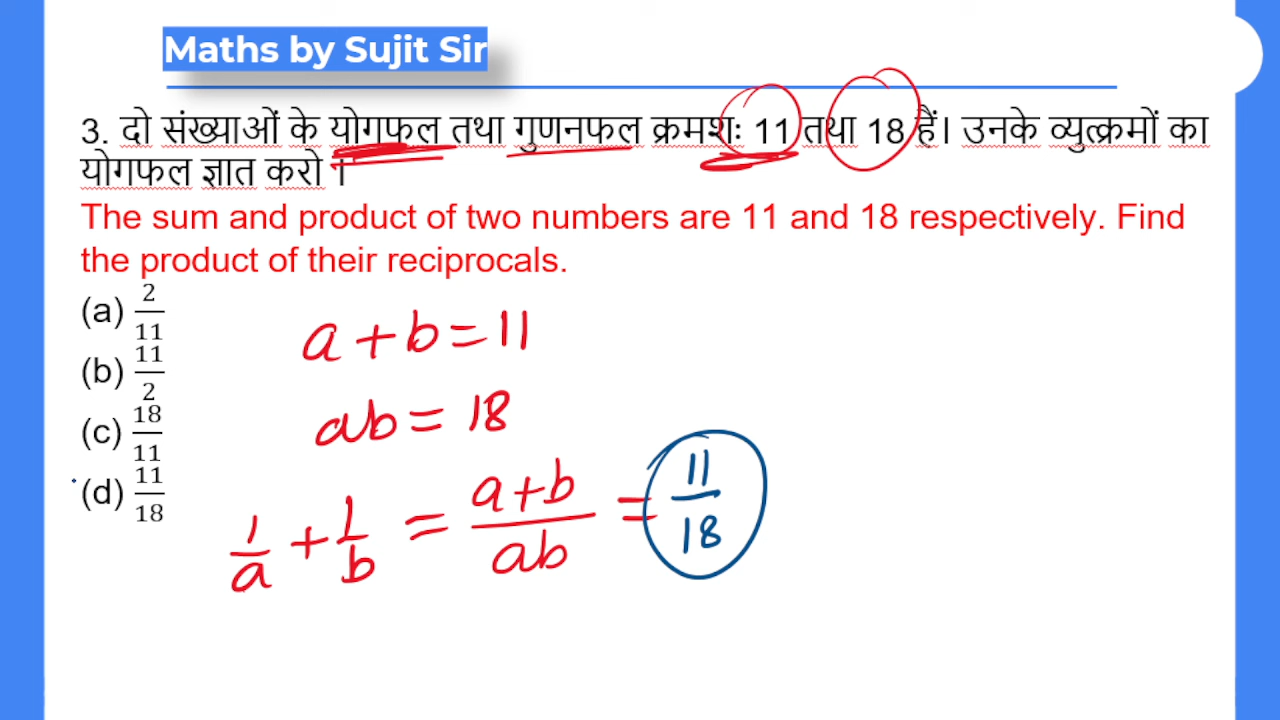 Maths by Sujit Sir
3. दो संख्याओं के योगफल तथा गुणनफल क्रमशः 11 तथा 18 हैं। उनके व्युत्क्रमों का
योगफल ज्ञात करो ।
The sum and product of two numbers are 11 and 18 respectively. Find
the product of their reciprocals.
(a) 2/11
(b) 11/2
(c) 18/11
(d) 11/18
a + b = 11
ab = 18
1/a + 1/b = a+b/ab = 11/18